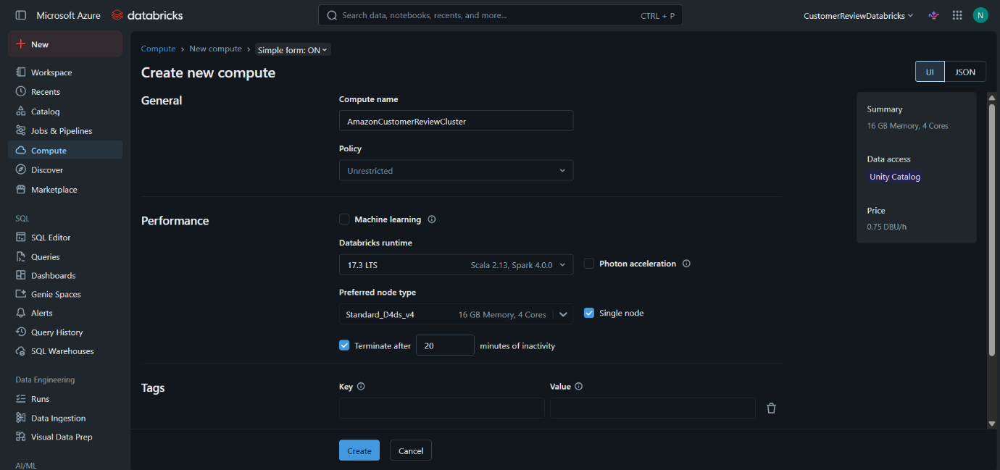 Microsoft Azure databricks
Search data, notebooks, recents, and more... CTRL + P
CustomerReviewDatabricks N
New
Workspace
Recents
Catalog
Jobs & Pipelines
Compute
Discover
Marketplace
SQL
SQL Editor
Queries
Dashboards
Genie Spaces
Alerts
Query History
SQL Warehouses
Data Engineering
Runs
Data Ingestion
Visual Data Prep
AI/ML
Compute › New compute › Simple form: ON
Create new compute
UI JSON
General
Compute name
AmazonCustomerReviewCluster
Policy
Unrestricted
Performance
Machine learning
Databricks runtime
17.3 LTS Scala 2.13, Spark 4.0.0
Photon acceleration
Preferred node type
Standard_D4ds_v4 16 GB Memory, 4 Cores
Single node
Terminate after 20 minutes of inactivity
Tags
Key Value
Create Cancel
Summary
16 GB Memory, 4 Cores
Data access
Unity Catalog
Price
0.75 DBU/h